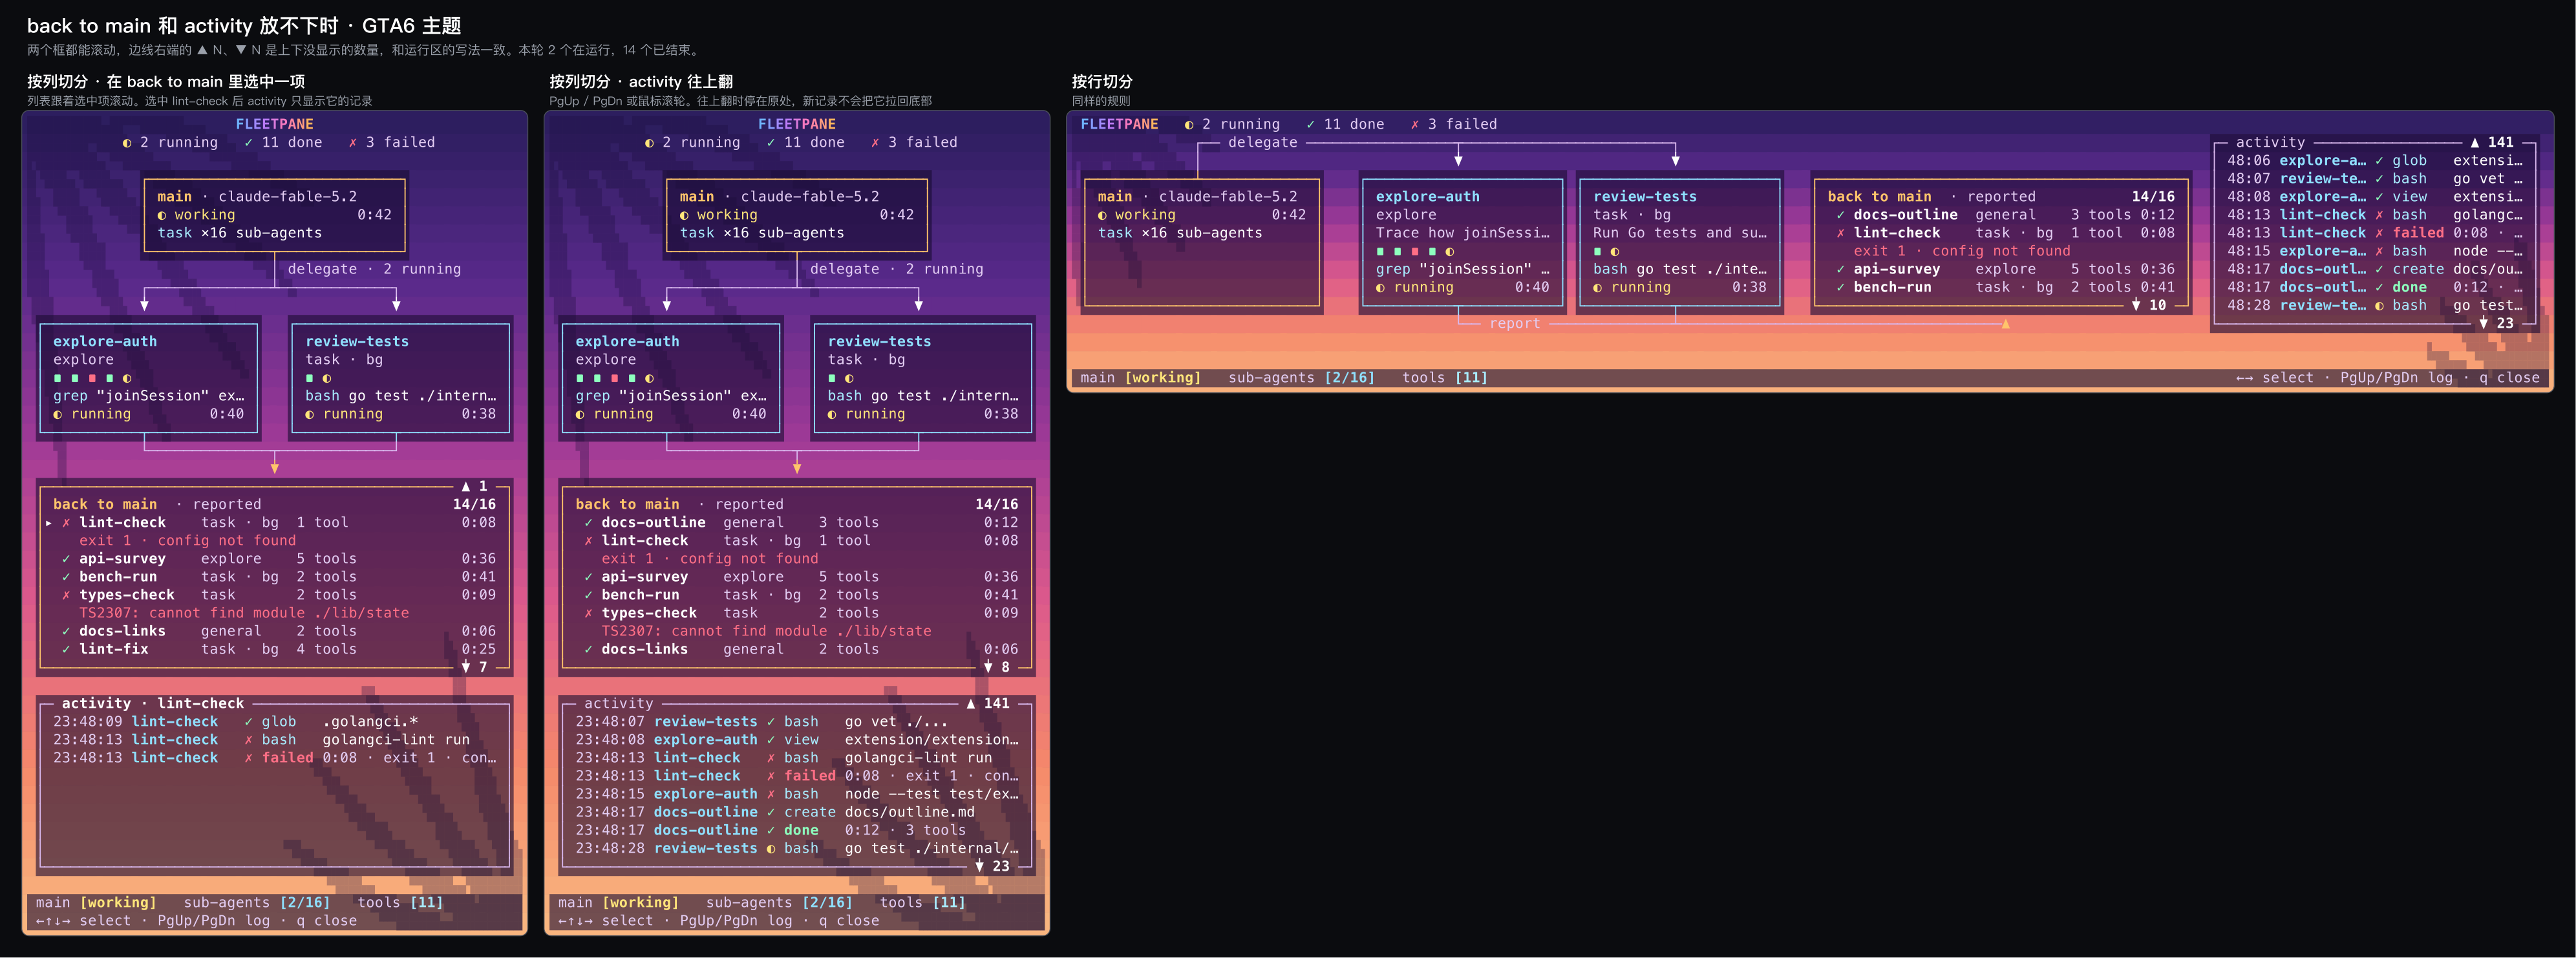 back to main 和 activity 放不下时 · GTA6 主题
两个框都能滚动，边线右端的 ▲ N、▼ N 是上下没显示的数量，和运行区的写法一致。本轮 2 个在运行，14 个已结束。
按列切分 · 在 back to main 里选中一项
列表跟着选中项滚动。选中 lint-check 后 activity 只显示它的记录
FLEETPANE
◐ 2 running ✓ 11 done ✗ 3 failed
main · claude-fable-5.2
◐ working 0:42
task ×16 sub-agents
delegate · 2 running
explore-auth
explore
grep "joinSession" ex…
◐ running 0:40
review-tests
task · bg
bash go test ./intern…
◐ running 0:38
▲ 1
back to main · reported 14/16
▸ ✗ lint-check task · bg 1 tool 0:08
exit 1 · config not found
✓ api-survey explore 5 tools 0:36
✓ bench-run task · bg 2 tools 0:41
✗ types-check task 2 tools 0:09
TS2307: cannot find module ./lib/state
✓ docs-links general 2 tools 0:06
✓ lint-fix task · bg 4 tools 0:25
▼ 7
activity · lint-check
23:48:09 lint-check ✓ glob .golangci.*
23:48:13 lint-check ✗ bash golangci-lint run
23:48:13 lint-check ✗ failed 0:08 · exit 1 · con…
main [working] sub-agents [2/16] tools [11]
←↑↓→ select · PgUp/PgDn log · q close
按列切分 · activity 往上翻
PgUp / PgDn 或鼠标滚轮。往上翻时停在原处，新记录不会把它拉回底部
FLEETPANE
◐ 2 running ✓ 11 done ✗ 3 failed
main · claude-fable-5.2
◐ working 0:42
task ×16 sub-agents
delegate · 2 running
explore-auth
explore
grep "joinSession" ex…
◐ running 0:40
review-tests
task · bg
bash go test ./intern…
◐ running 0:38
back to main · reported 14/16
✓ docs-outline general 3 tools 0:12
✗ lint-check task · bg 1 tool 0:08
exit 1 · config not found
✓ api-survey explore 5 tools 0:36
✓ bench-run task · bg 2 tools 0:41
✗ types-check task 2 tools 0:09
TS2307: cannot find module ./lib/state
✓ docs-links general 2 tools 0:06
▼ 8
activity ▲ 141
23:48:07 review-tests ✓ bash go vet ./...
23:48:08 explore-auth ✓ view extension/extension…
23:48:13 lint-check ✗ bash golangci-lint run
23:48:13 lint-check ✗ failed 0:08 · exit 1 · con…
23:48:15 explore-auth ✗ bash node --test test/ex…
23:48:17 docs-outline ✓ create docs/outline.md
23:48:17 docs-outline ✓ done 0:12 · 3 tools
23:48:28 review-tests ◐ bash go test ./internal/…
▼ 23
main [working] sub-agents [2/16] tools [11]
←↑↓→ select · PgUp/PgDn log · q close
按行切分
同样的规则
FLEETPANE ◐ 2 running ✓ 11 done ✗ 3 failed
delegate
main · claude-fable-5.2
◐ working 0:42
task ×16 sub-agents
explore-auth
explore
Trace how joinSessi…
grep "joinSession" …
◐ running 0:40
review-tests
task · bg
Run Go tests and su…
bash go test ./inte…
◐ running 0:38
report
back to main · reported 14/16
✓ docs-outline general 3 tools 0:12
✗ lint-check task · bg 1 tool 0:08
exit 1 · config not found
✓ api-survey explore 5 tools 0:36
✓ bench-run task · bg 2 tools 0:41
▼ 10
activity ▲ 141
48:06 explore-a… ✓ glob extensi…
48:07 review-te… ✓ bash go vet …
48:08 explore-a… ✓ view extensi…
48:13 lint-check ✗ bash golangc…
48:13 lint-check ✗ failed 0:08 · …
48:15 explore-a… ✗ bash node --…
48:17 docs-outl… ✓ create docs/ou…
48:17 docs-outl… ✓ done 0:12 · …
48:28 review-te… ◐ bash go test…
▼ 23
main [working] sub-agents [2/16] tools [11]
←→ select · PgUp/PgDn log · q close